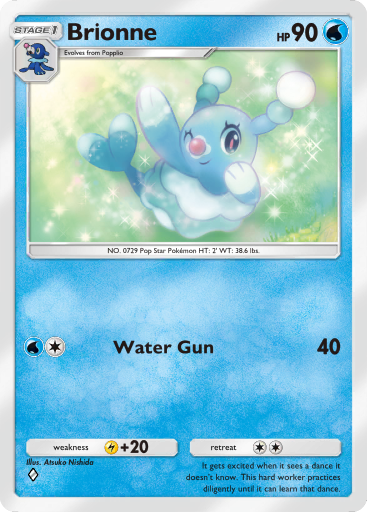 STAGE 1
Brionne
HP 90
Evolves from Popplio
NO. 0729 Pop Star Pokémon HT: 2' WT: 38.6 lbs.
Water Gun 40
weakness +20 retreat
Illus. Atsuko Nishida
It gets excited when it sees a dance it
doesn't know. This hard worker practices
diligently until it can learn that dance.